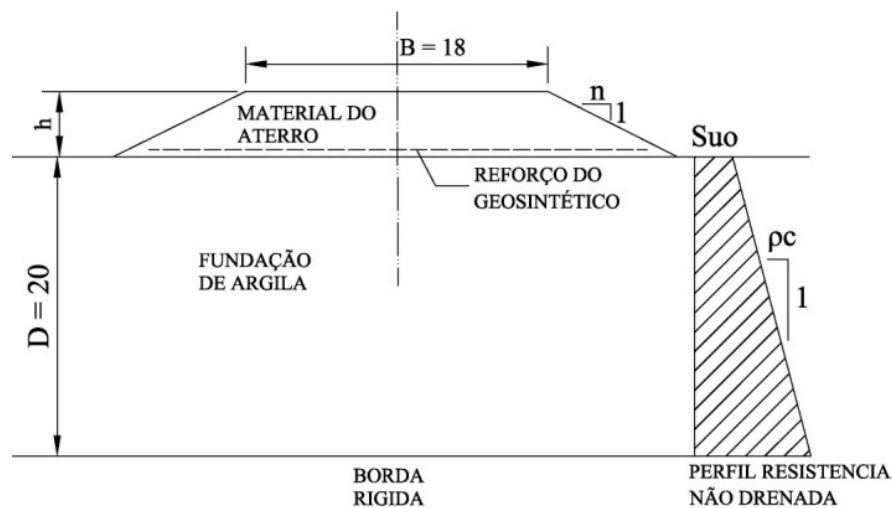 B = 18
h
MATERIAL DO
ATERRO
n
1
Suo
REFORÇO DO
GEOSINTÉTICO
ρc
1
FUNDAÇÃO
DE ARGILA
D = 20
BORDA
RIGIDA
PERFIL RESISTENCIA
NÃO DRENADA